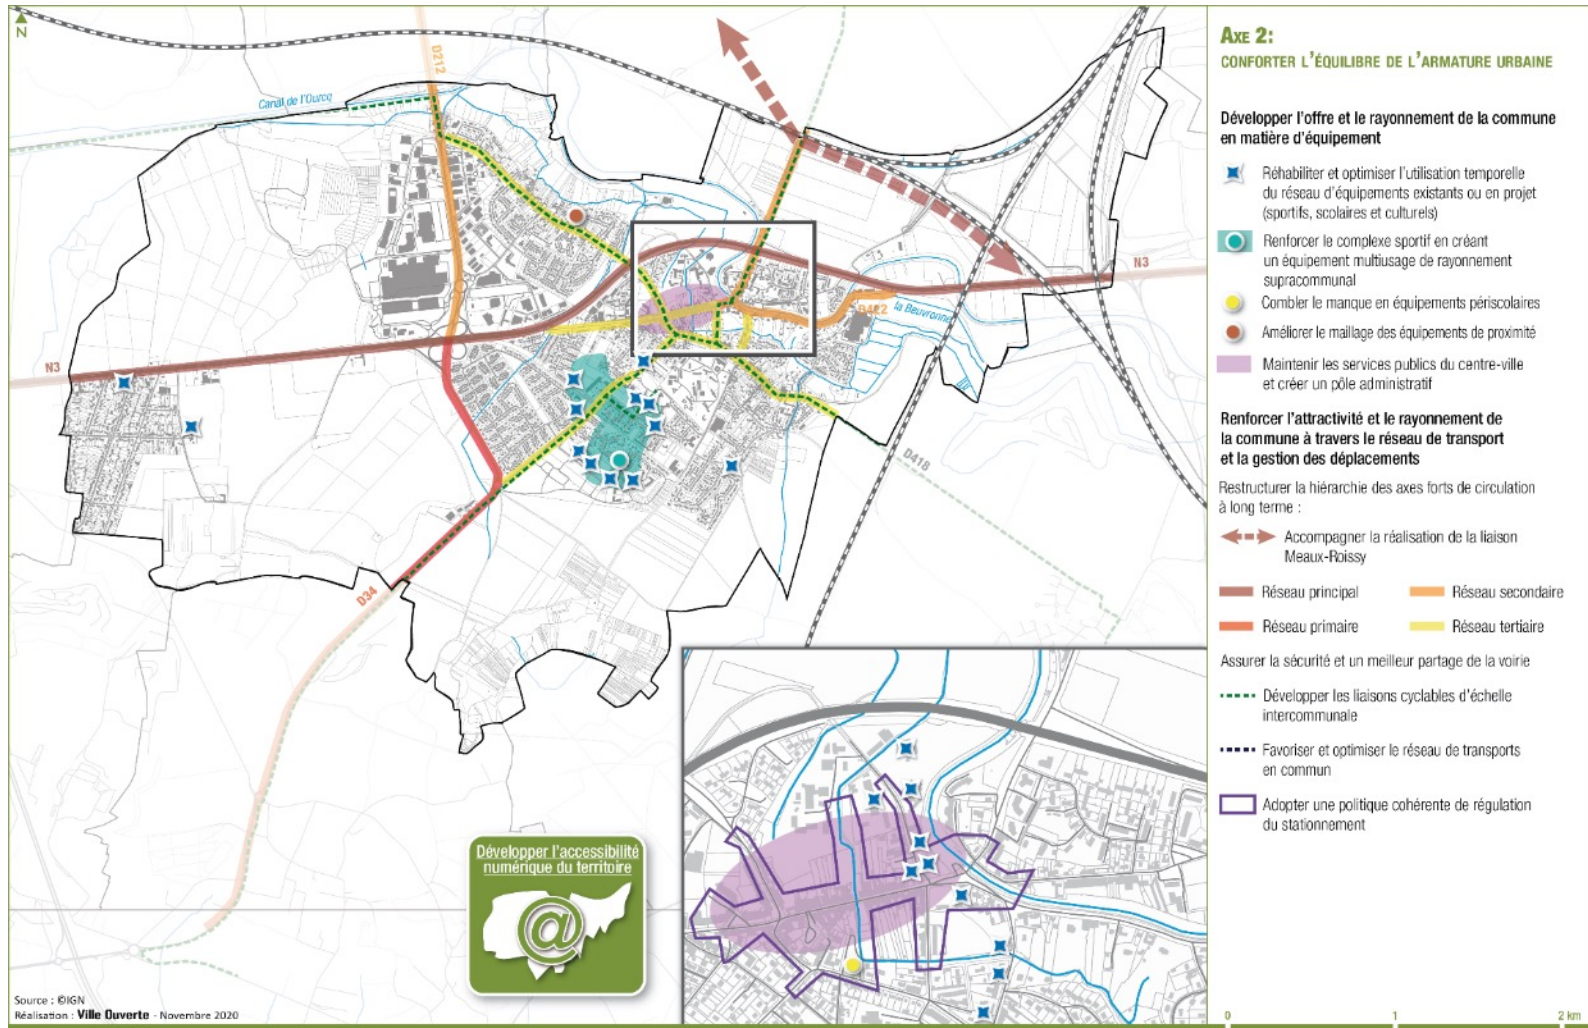 N
D212
Canal de l'Ourcq
N3
N3
D422
la Beuvronne
D418
D34
Développer l'accessibilité
numérique du territoire
@
Source : ©IGN
Réalisation : Ville Ouverte - Novembre 2020
AXE 2:
CONFORTER L'ÉQUILIBRE DE L'ARMATURE URBAINE
Développer l'offre et le rayonnement de la commune
en matière d'équipement
Réhabiliter et optimiser l'utilisation temporelle
du réseau d'équipements existants ou en projet
(sportifs, scolaires et culturels)
Renforcer le complexe sportif en créant
un équipement multiusage de rayonnement
supracommunal
Combler le manque en équipements périscolaires
Améliorer le maillage des équipements de proximité
Maintenir les services publics du centre-ville
et créer un pôle administratif
Renforcer l'attractivité et le rayonnement de
la commune à travers le réseau de transport
et la gestion des déplacements
Restructurer la hiérarchie des axes forts de circulation
à long terme :
Accompagner la réalisation de la liaison
Meaux-Roissy
Réseau principal
Réseau secondaire
Réseau primaire
Réseau tertiaire
Assurer la sécurité et un meilleur partage de la voirie
Développer les liaisons cyclables d'échelle
intercommunale
Favoriser et optimiser le réseau de transports
en commun
Adopter une politique cohérente de régulation
du stationnement
0 1 2 km